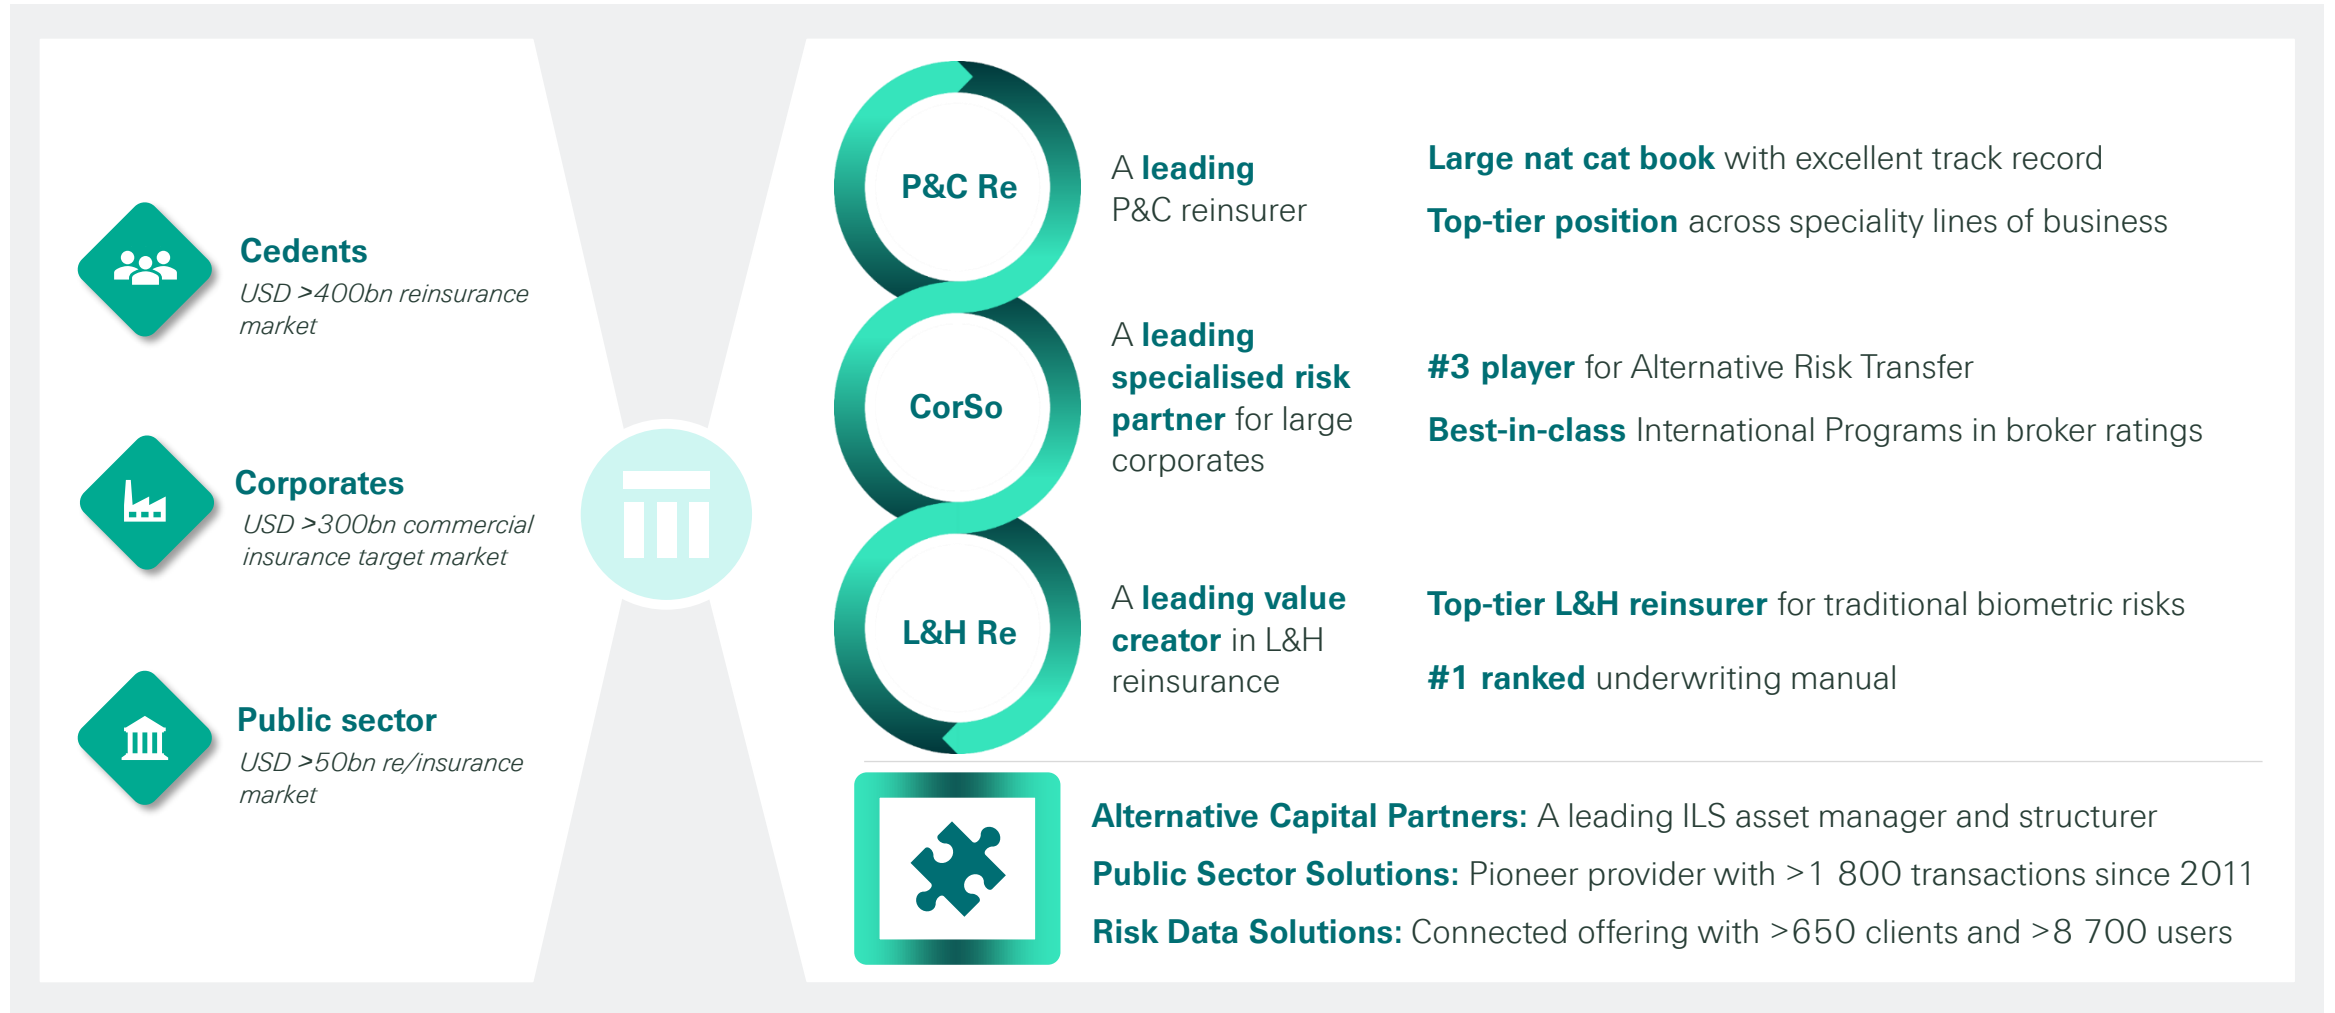 Cedents
USD >400bn reinsurance
market
Corporates
USD >300bn commercial
insurance target market
Public sector
USD >50bn re/insurance
market
P&C Re
A leading
P&C reinsurer
Large nat cat book with excellent track record
Top-tier position across speciality lines of business
CorSo
A leading
specialised risk
partner for large
corporates
#3 player for Alternative Risk Transfer
Best-in-class International Programs in broker ratings
L&H Re
A leading value
creator in L&H
reinsurance
Top-tier L&H reinsurer for traditional biometric risks
#1 ranked underwriting manual
Alternative Capital Partners: A leading ILS asset manager and structurer
Public Sector Solutions: Pioneer provider with >1 800 transactions since 2011
Risk Data Solutions: Connected offering with >650 clients and >8 700 users